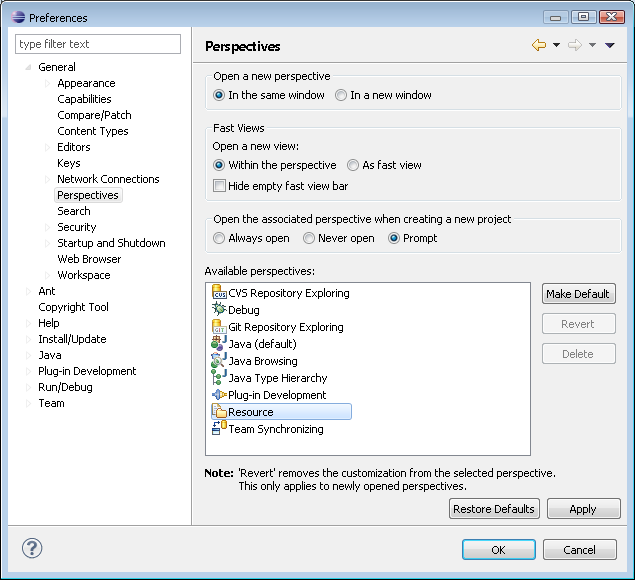 Preferences
type filter text
General
Appearance
Capabilities
Compare/Patch
Content Types
Editors
Keys
Network Connections
Perspectives
Search
Security
Startup and Shutdown
Web Browser
Workspace
Ant
Copyright Tool
Help
Install/Update
Java
Plug-in Development
Run/Debug
Team
Perspectives
Open a new perspective
In the same window In a new window
Fast Views
Open a new view:
Within the perspective As fast view
Hide empty fast view bar
Open the associated perspective when creating a new project
Always open Never open Prompt
Available perspectives:
CVS Repository Exploring
Debug
Git Repository Exploring
Java (default)
Java Browsing
Java Type Hierarchy
Plug-in Development
Resource
Team Synchronizing
Make Default
Revert
Delete
Note: 'Revert' removes the customization from the selected perspective.
This only applies to newly opened perspectives.
Restore Defaults Apply
? OK Cancel